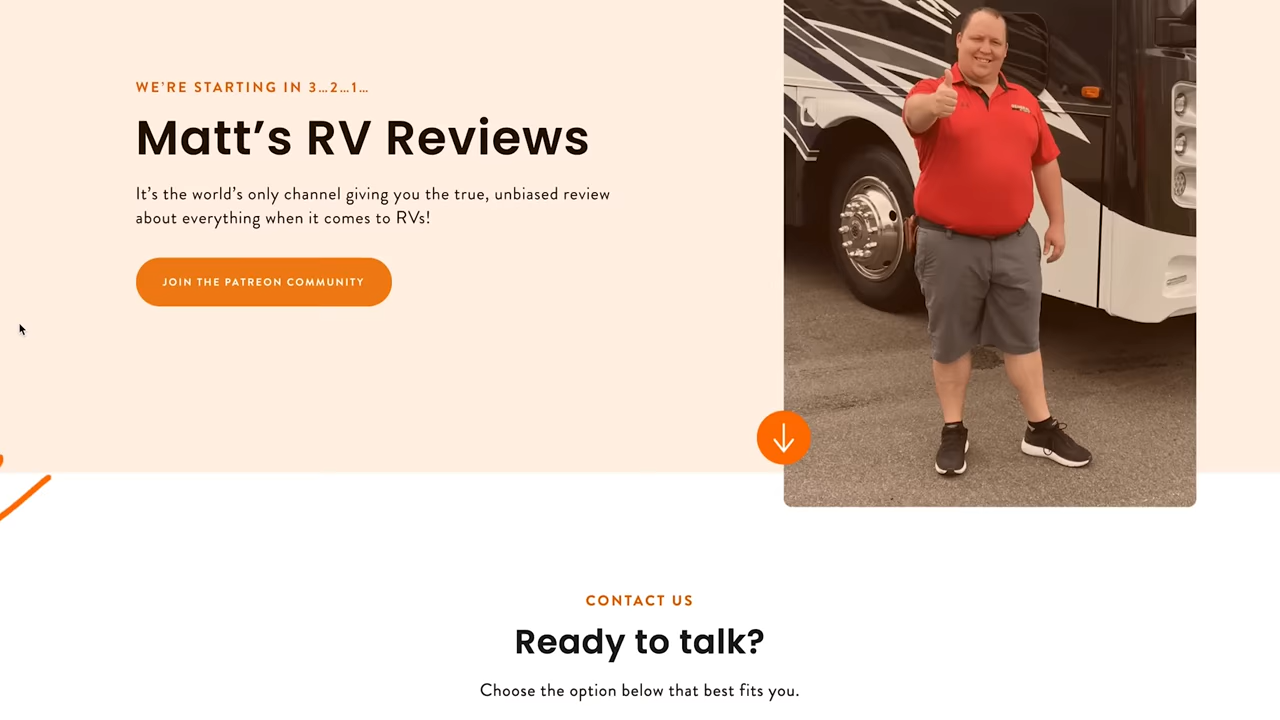 WE’RE STARTING IN 3…2…1…
Matt’s RV Reviews
It’s the world’s only channel giving you the true, unbiased review
about everything when it comes to RVs!
JOIN THE PATREON COMMUNITY
CONTACT US
Ready to talk?
Choose the option below that best fits you.